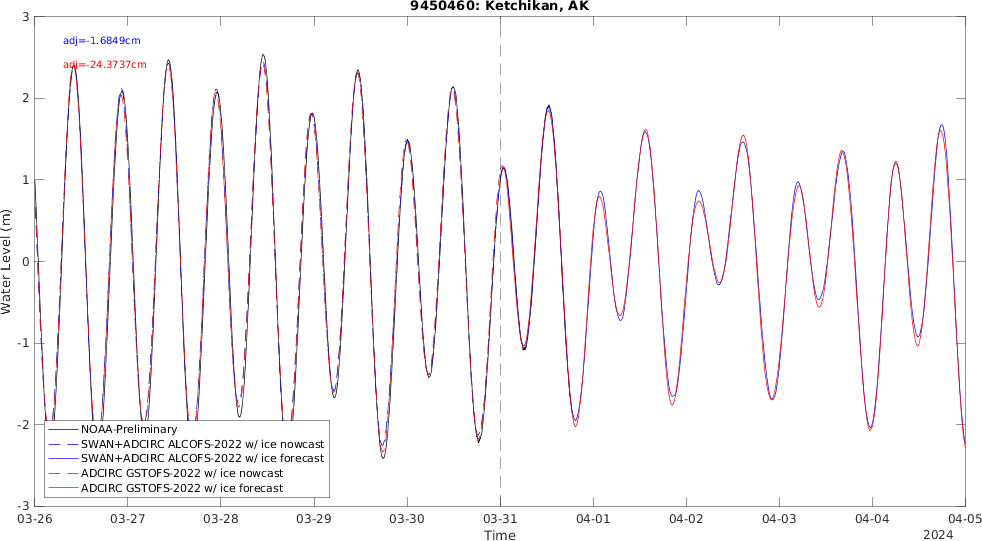 9450460: Ketchikan, AK
adj=-1.6849cm
adj=-24.3737cm
Water Level (m)
3
2
1
0
-1
-2
-3
NOAA-Preliminary
SWAN+ADCIRC ALCOFS-2022 w/ ice nowcast
SWAN+ADCIRC ALCOFS-2022 w/ ice forecast
ADCIRC GSTOFS-2022 w/ ice nowcast
ADCIRC GSTOFS-2022 w/ ice forecast
03-26 03-27 03-28 03-29 03-30 03-31 04-01 04-02 04-03 04-04 04-05
Time
2024